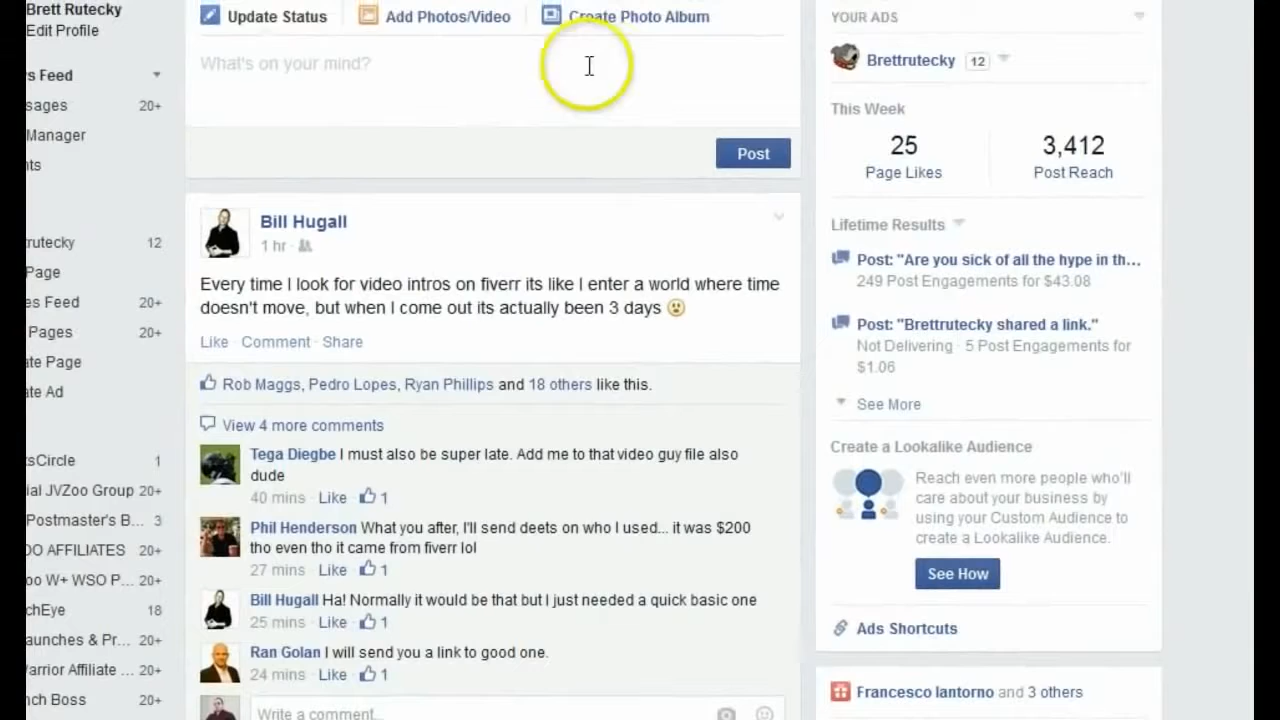 Brett Rutecky
Edit Profile
s Feed
sages 20+
Manager
nts
rutecky 12
Page
es Feed 20+
Pages 20+
ate Page
ate Ad
rsCircle 1
ial JVZoo Group 20+
Postmaster's B... 3
OO AFFILIATES 20+
oo W+ WSO P... 20+
chEye 18
aunches & Pr... 20+
arrior Affiliate ... 20+
nch Boss 20+
Update Status Add Photos/Video Create Photo Album
What's on your mind?
Post
Bill Hugall
1 hr ·
Every time I look for video intros on fiverr its like I enter a world where time
doesn't move, but when I come out its actually been 3 days 😮
Like · Comment · Share
Rob Maggs, Pedro Lopes, Ryan Phillips and 18 others like this.
View 4 more comments
Tega Diegbe I must also be super late. Add me to that video guy file also
dude
40 mins · Like · 1
Phil Henderson What you after, I'll send deets on who I used... it was $200
tho even tho it came from fiverr lol
27 mins · Like · 1
Bill Hugall Ha! Normally it would be that but I just needed a quick basic one
25 mins · Like · 1
Ran Golan I will send you a link to good one.
24 mins · Like · 1
Write a comment...
YOUR ADS
Brettrutecky 12
This Week
25 3,412
Page Likes Post Reach
Lifetime Results
Post: "Are you sick of all the hype in th...
249 Post Engagements for $43.08
Post: "Brettrutecky shared a link."
Not Delivering · 5 Post Engagements for
$1.06
See More
Create a Lookalike Audience
Reach even more people who'll
care about your business by
using your Custom Audience to
create a Lookalike Audience.
See How
Ads Shortcuts
Francesco Iantorno and 3 others